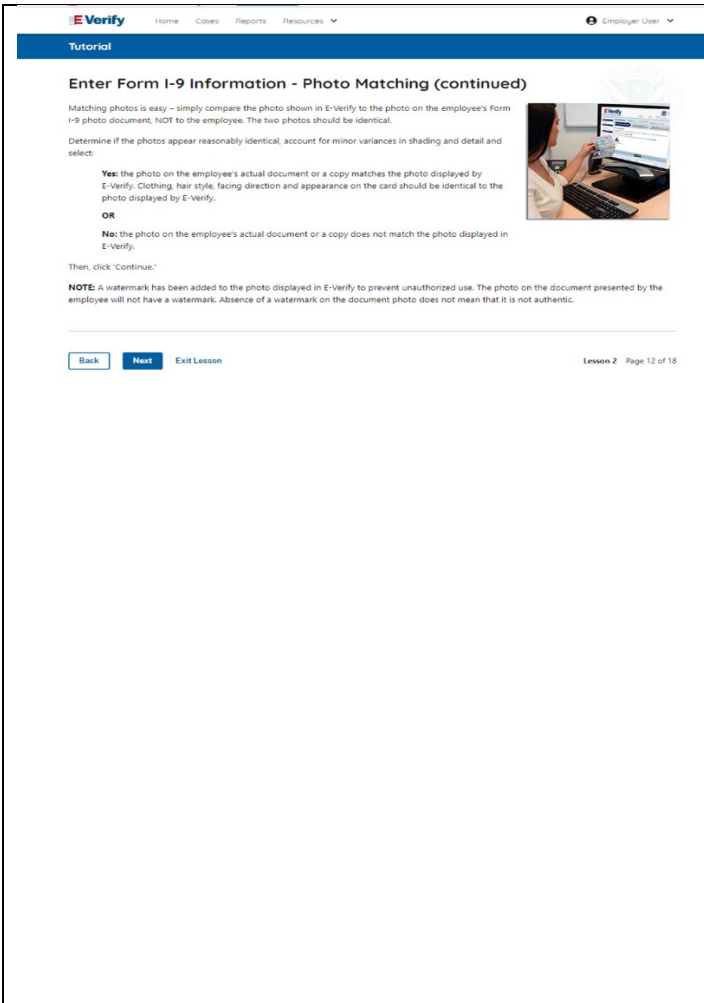 E-Verify Home Cases Reports Resources Employer User
Tutorial
Enter Form I-9 Information - Photo Matching (continued)
Matching photos is easy – simply compare the photo shown in E-Verify to the photo on the employee's Form
I-9 photo document, NOT to the employee. The two photos should be identical.
Determine if the photos appear reasonably identical, account for minor variances in shading and detail and
select:
Yes: the photo on the employee's actual document or a copy matches the photo displayed by
E-Verify. Clothing, hair style, facing direction and appearance on the card should be identical to the
photo displayed by E-Verify.
OR
No: the photo on the employee's actual document or a copy does not match the photo displayed in
E-Verify.
Then, click 'Continue.'
NOTE: A watermark has been added to the photo displayed in E-Verify to prevent unauthorized use. The photo on the document presented by the
employee will not have a watermark. Absence of a watermark on the document photo does not mean that it is not authentic.
Back Next Exit Lesson Lesson 2 Page 12 of 18